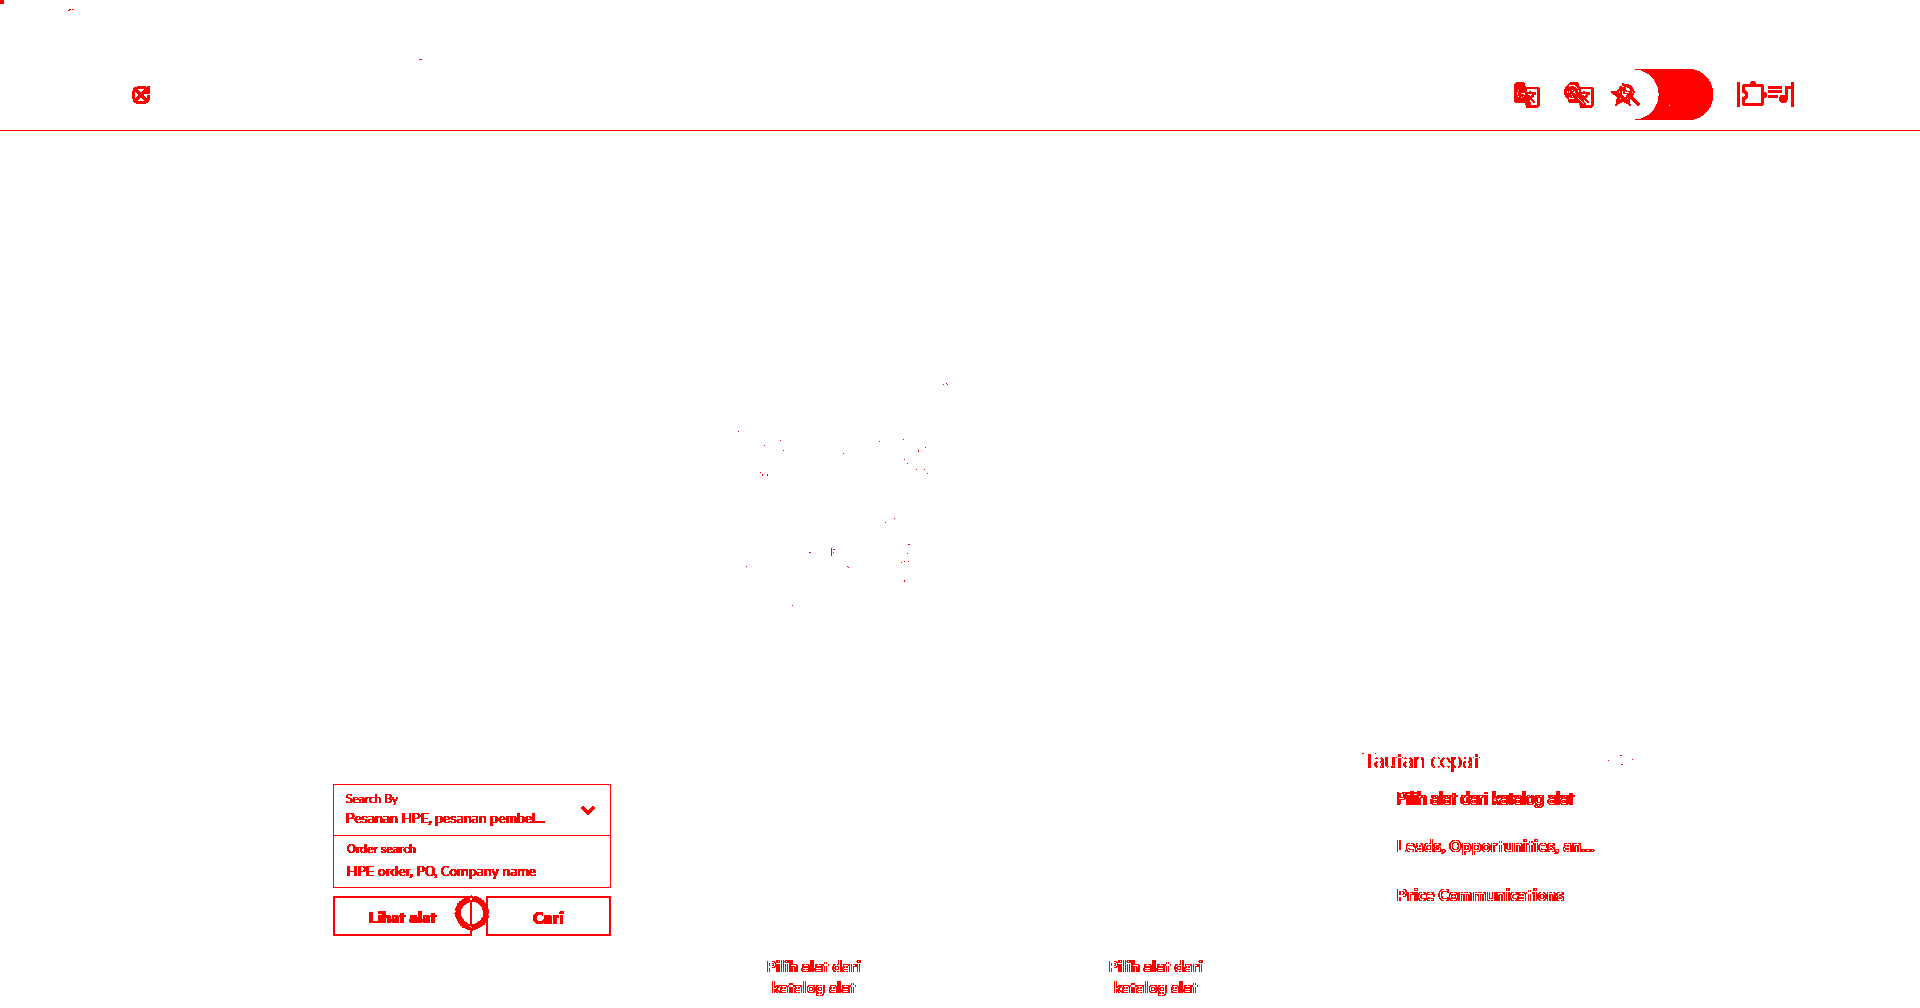 Search By
Pesanan HPE, pesanan pembel...
Order search
HPE order, PO, Company name
Lihat alat
Cari
Tautan cepat
Pilih alat dari katalog alat
Leads, Opportunities, an...
Price Communications
Pilih alat dari
katalog alat
Pilih alat dari
katalog alat